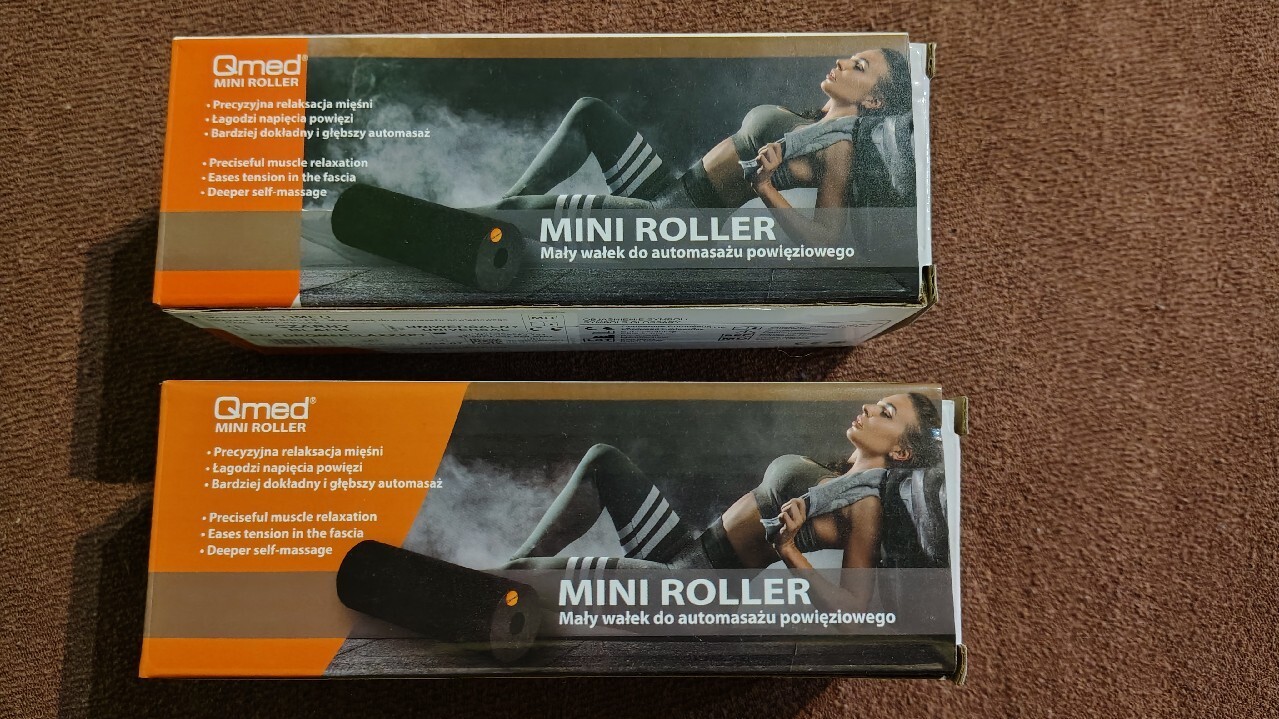 Qmed®
MINI ROLLER
• Precyzyjna relaksacja mięśni
• Łagodzi napięcia powięzi
• Bardziej dokładny i głębszy automasaż
• Preciseful muscle relaxation
• Eases tension in the fascia
• Deeper self-massage
MINI ROLLER
Mały wałek do automasażu powięziowego
CZARNY
Qmed®
MINI ROLLER
• Precyzyjna relaksacja mięśni
• Łagodzi napięcia powięzi
• Bardziej dokładny i głębszy automasaż
• Preciseful muscle relaxation
• Eases tension in the fascia
• Deeper self-massage
MINI ROLLER
Mały wałek do automasażu powięziowego